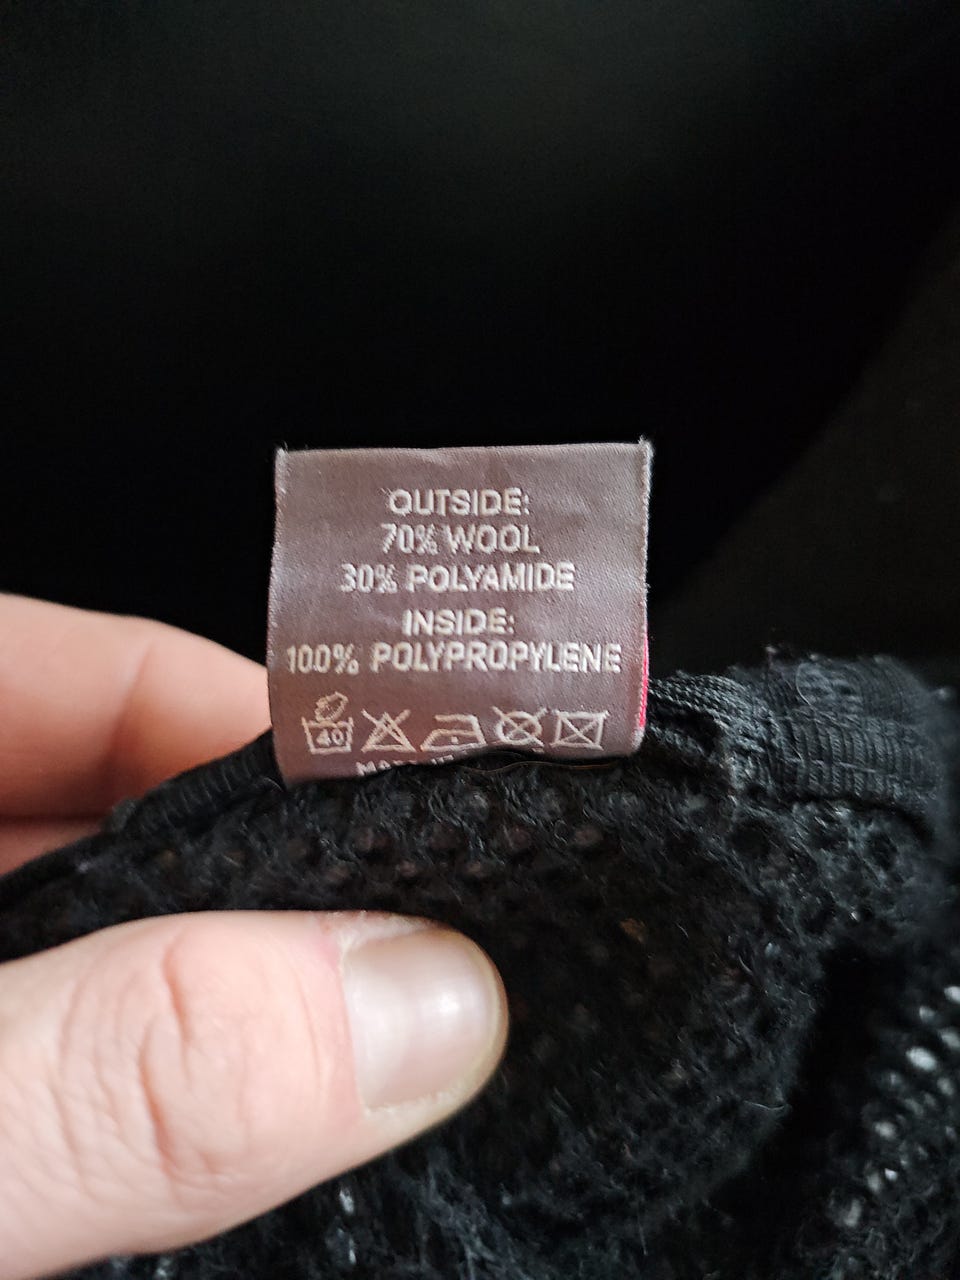 OUTSIDE:
70% WOOL
30% POLYAMIDE
INSIDE:
100% POLYPROPYLENE
40